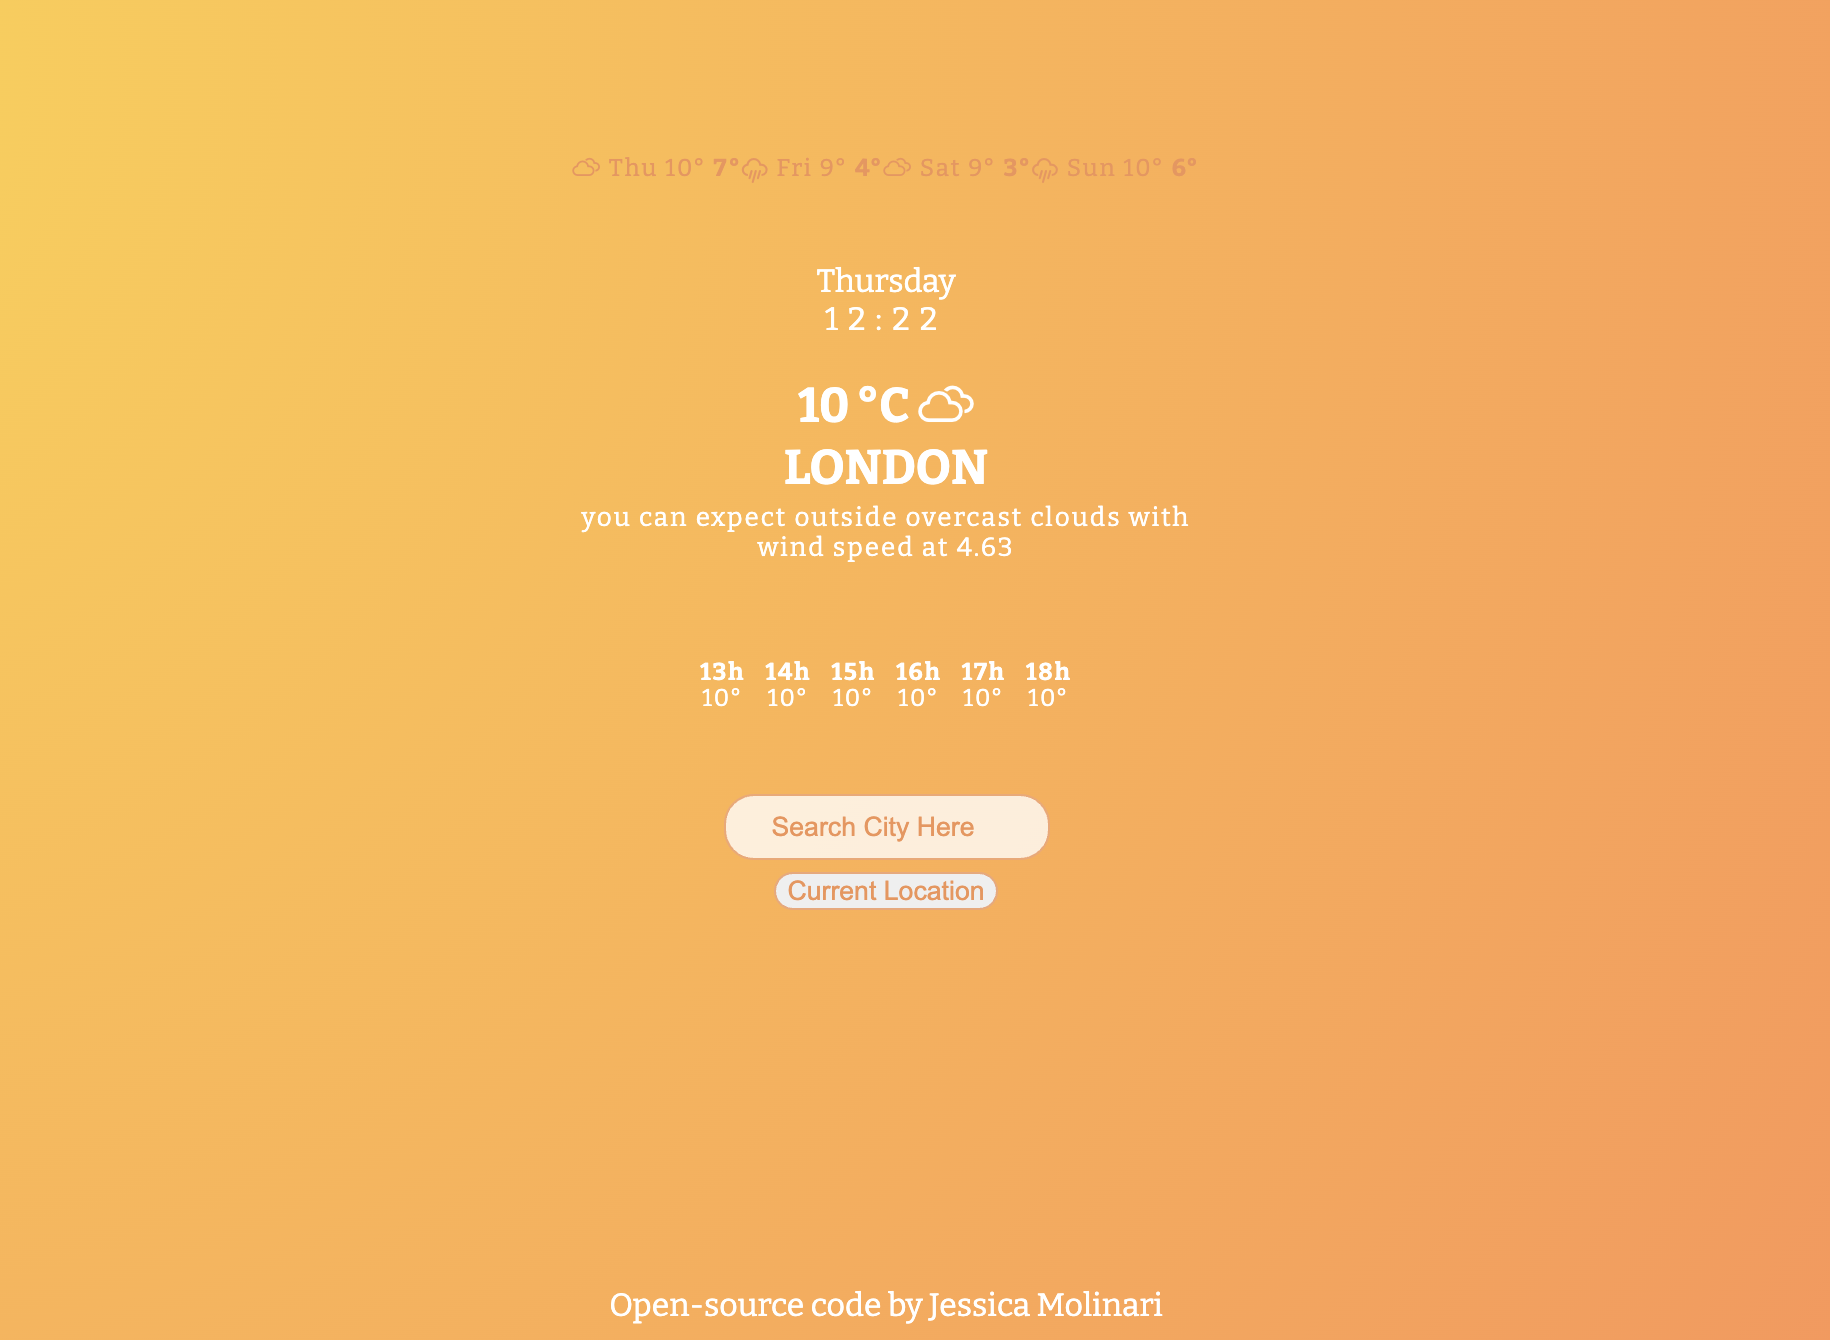 Thu 10° 7° Fri 9° 4° Sat 9° 3° Sun 10° 6°
Thursday
12:22
10 °C
LONDON
you can expect outside overcast clouds with
wind speed at 4.63
13h 14h 15h 16h 17h 18h
10° 10° 10° 10° 10° 10°
Search City Here
Current Location
Open-source code by Jessica Molinari